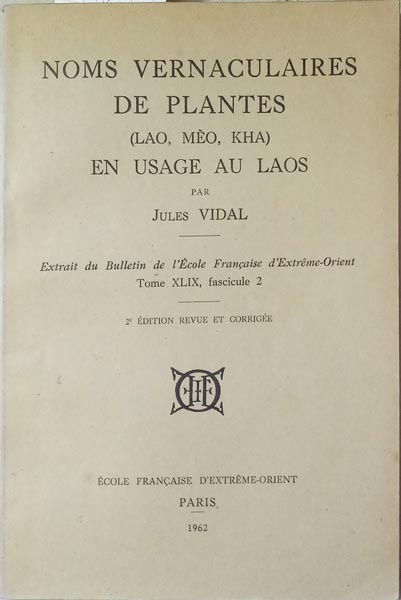 NOMS VERNACULAIRES
DE PLANTES
(LAO, MÈO, KHA)
EN USAGE AU LAOS
PAR
JULES VIDAL
Extrait du Bulletin de l'École Française d'Extrême-Orient
Tome XLIX, fascicule 2
2e ÉDITION REVUE ET CORRIGÉE
ÉCOLE FRANÇAISE D'EXTRÊME-ORIENT
PARIS
1962